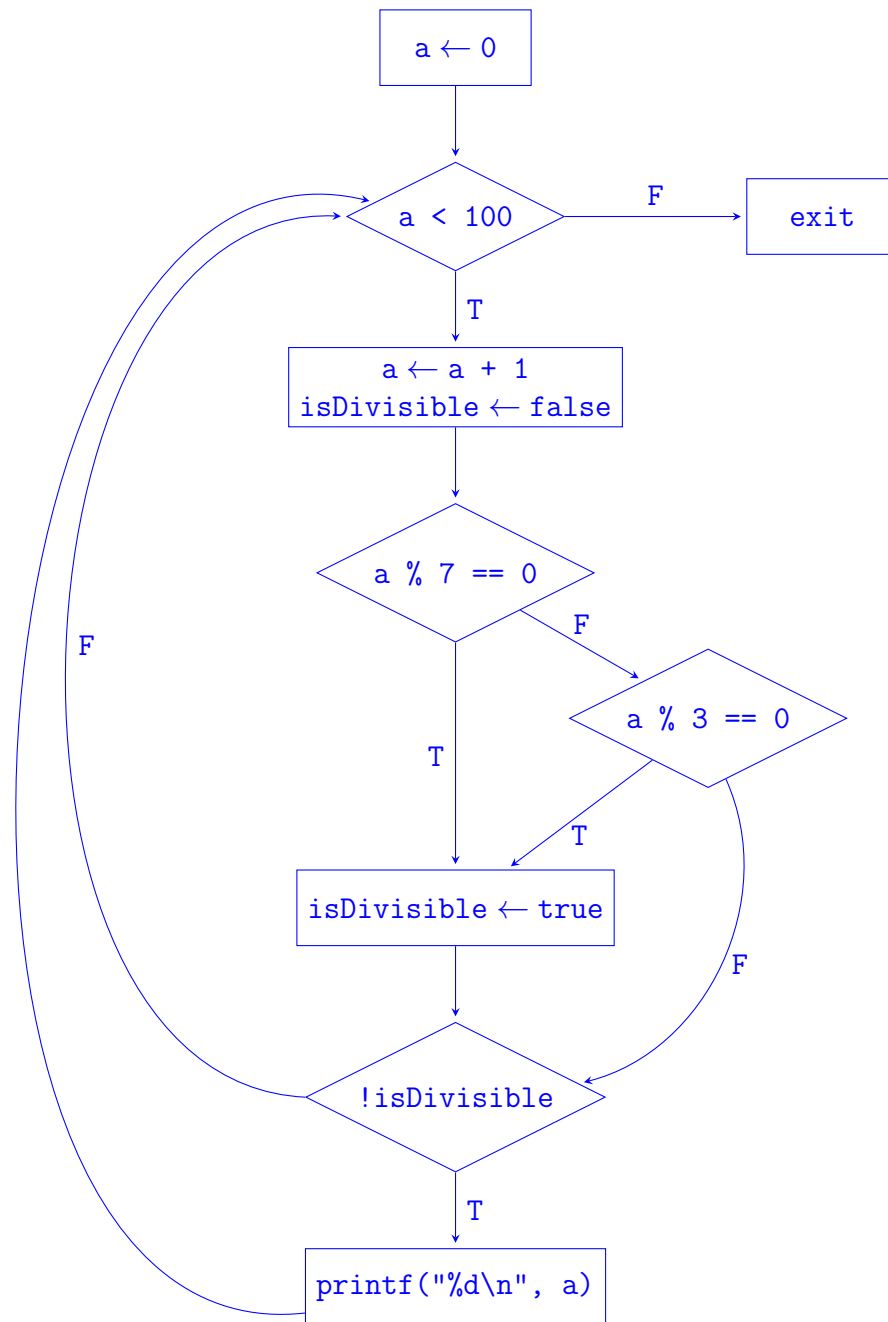 a ← 0
a < 100
F
exit
T
a ← a + 1
isDivisible ← false
a % 7 == 0
F
F
a % 3 == 0
T
T
isDivisible ← true
F
!isDivisible
T
printf("%d\n", a)